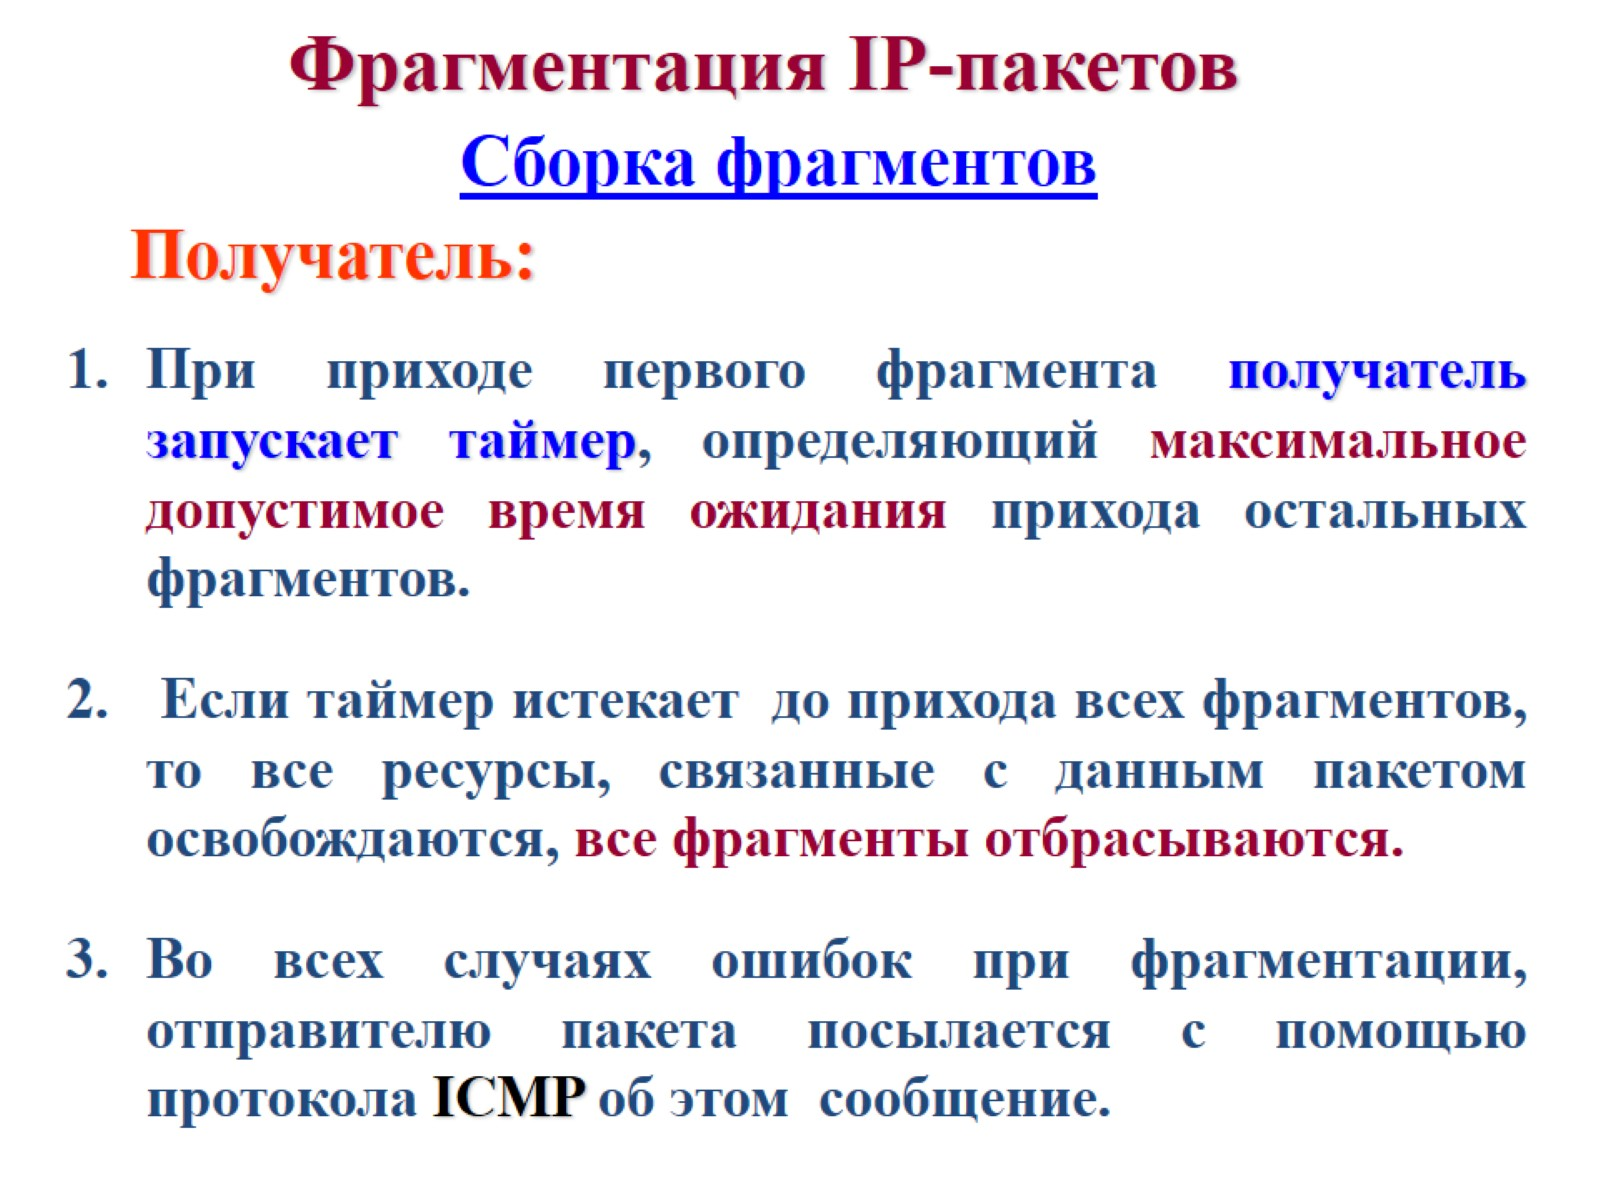 Фрагментация IP-пакетов
Сборка фрагментов
Получатель:
1. При приходе первого фрагмента получатель
запускает таймер, определяющий максимальное
допустимое время ожидания прихода остальных
фрагментов.
2. Если таймер истекает до прихода всех фрагментов,
то все ресурсы, связанные с данным пакетом
освобождаются, все фрагменты отбрасываются.
3. Во всех случаях ошибок при фрагментации,
отправителю пакета посылается с помощью
протокола ICMP об этом сообщение.